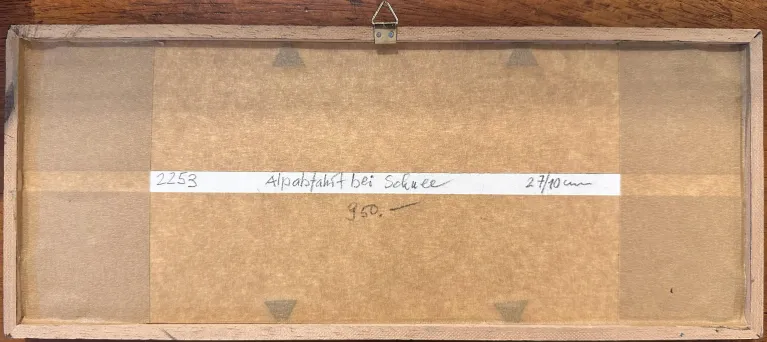 2253 Alpabfahrt bei Schnee 27/10 cm
950.—